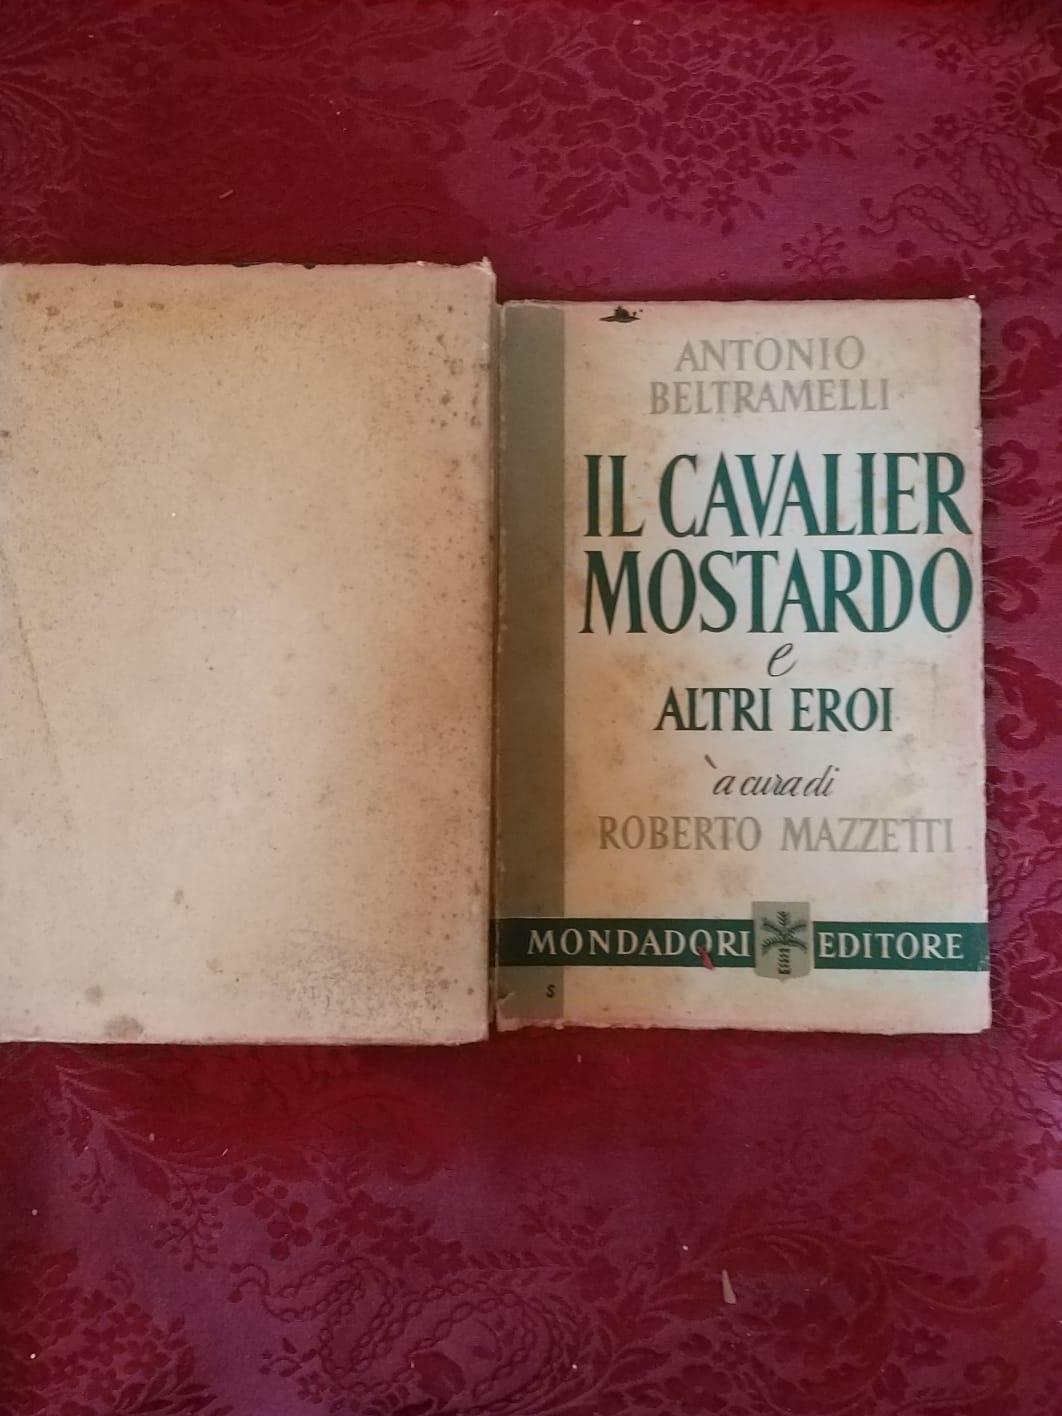 ANTONIO
BELTRAMELLI
IL CAVALIER
MOSTARDO
e
ALTRI EROI
a cura di
ROBERTO MAZZETTI
MONDADORI EDITORE
S